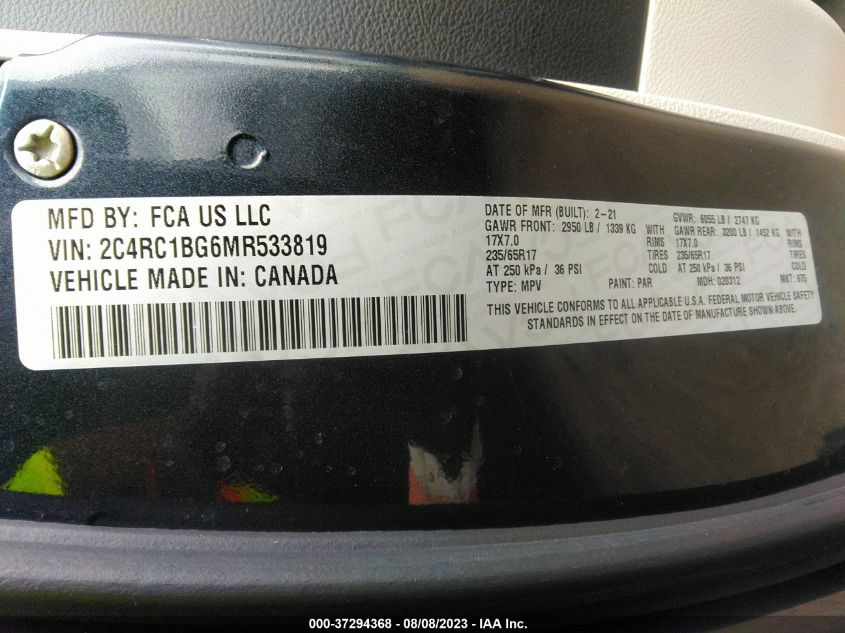 MFD BY: FCA US LLC
VIN: 2C4RC1BG6MR533819
VEHICLE MADE IN: CANADA
DATE OF MFR (BUILT): 2-21 GVWR: 6055 LB / 2747 KG
GAWR FRONT: 2950 LB / 1339 KG WITH GAWR REAR: 3200 LB / 1452 KG WITH
17X7.0 RIMS 17X7.0 RIMS
235/65R17 TIRES 235/65R17 TIRES
AT 250 kPa / 36 PSI COLD AT 250 kPa / 36 PSI COLD
TYPE: MPV PAINT: PAR MDH: 020312 MKT:
THIS VEHICLE CONFORMS TO ALL APPLICABLE U.S.A. FEDERAL MOTOR VEHICLE SAFETY
STANDARDS IN EFFECT ON THE DATE OF MANUFACTURE SHOWN ABOVE.
000-37294368 - 08/08/2023 - IAA Inc.